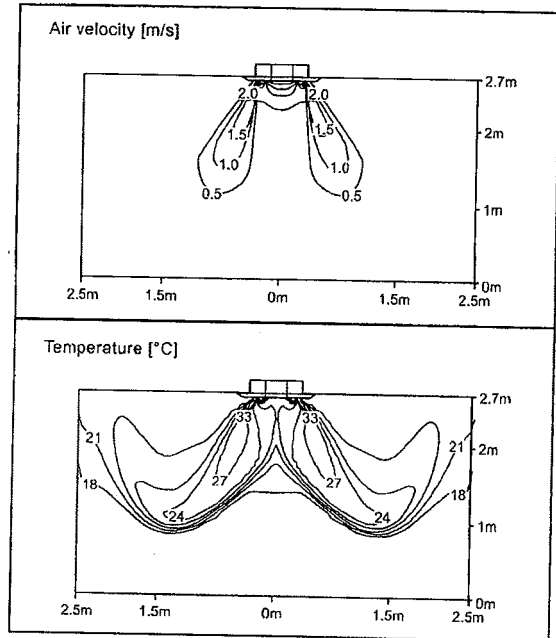 Air velocity [m/s]
2.7m
2.0 2.0
2m
1.5 1.5
1.0 1.0
0.5 0.5
1m
0m
2.5m 1.5m 0m 1.5m 2.5m
Temperature [°C]
2.7m
33 33
21 2m 21
27 27
18 18
24 24
1m
0m
2.5m 1.5m 0m 1.5m 2.5m